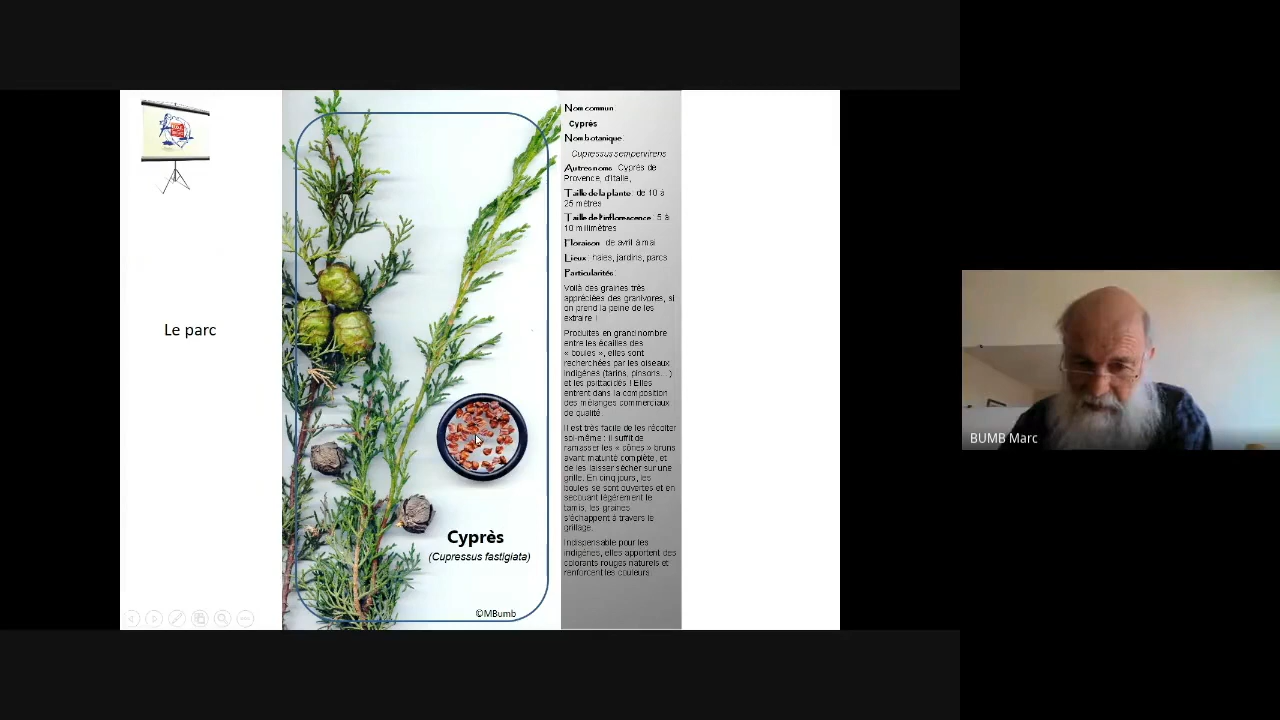 Le parc
Cyprès
(Cupressus fastigiata)
©MBumb
Nom commun
Cyprès
Nom botanique:
Cupressus sempervirens
Autres noms: Cyprès de
Provence, d'Italie,
Taille de la plante: de 10 à
25 mètres
Taille de l'inflorescence: 5 à
10 millimètres
Floraison: de avril à mai
Lieux: haies, jardins, parcs
Particularités:
Voilà des graines très
appréciées des granivores, si
on prend la peine de les
extraire !
Produites en grand nombre
entre les écailles des
« boules », elles sont
recherchées par les oiseaux
indigènes (tarins, pinsons...)
et les psittacidés ! Elles
entrent dans la composition
des mélanges commerciaux
de qualité.
Il est très facile de les récolter
soi-même : il suffit de
ramasser les « cônes » bruns
avant maturité complète, et
de les laisser sécher sur une
grille. En cinq jours, les
boules se sont ouvertes et en
secouant légèrement le
tamis, les graines
s'échappent à travers le
grillage.
Indispensable pour les
indigènes, elles apportent des
colorants rouges naturels et
renforcent les couleurs.
BUMB Marc